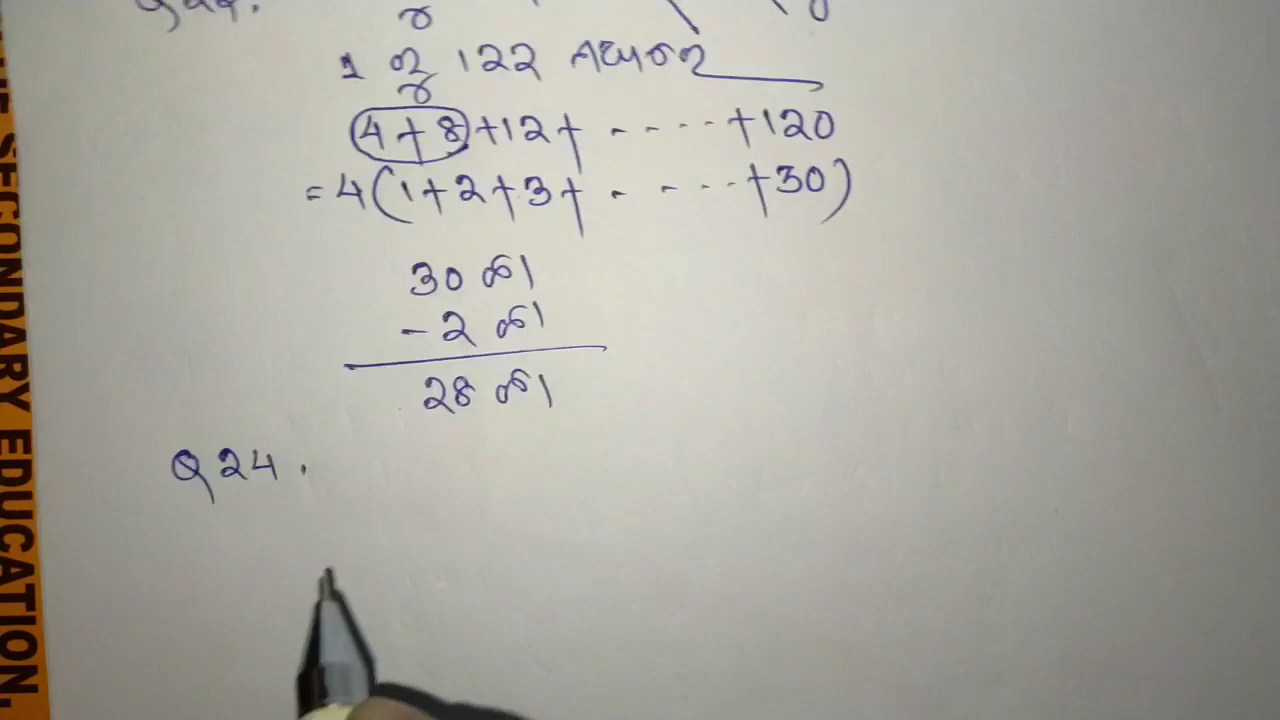 1 ରୁ 122 ମଧ୍ୟରେ
4+8+12+ - - - - +120
=4(1+2+3+ - - - - +30)
30 ଟା
-2 ଟା
28 ଟା
Q24.
SECONDARY EDUCATION,